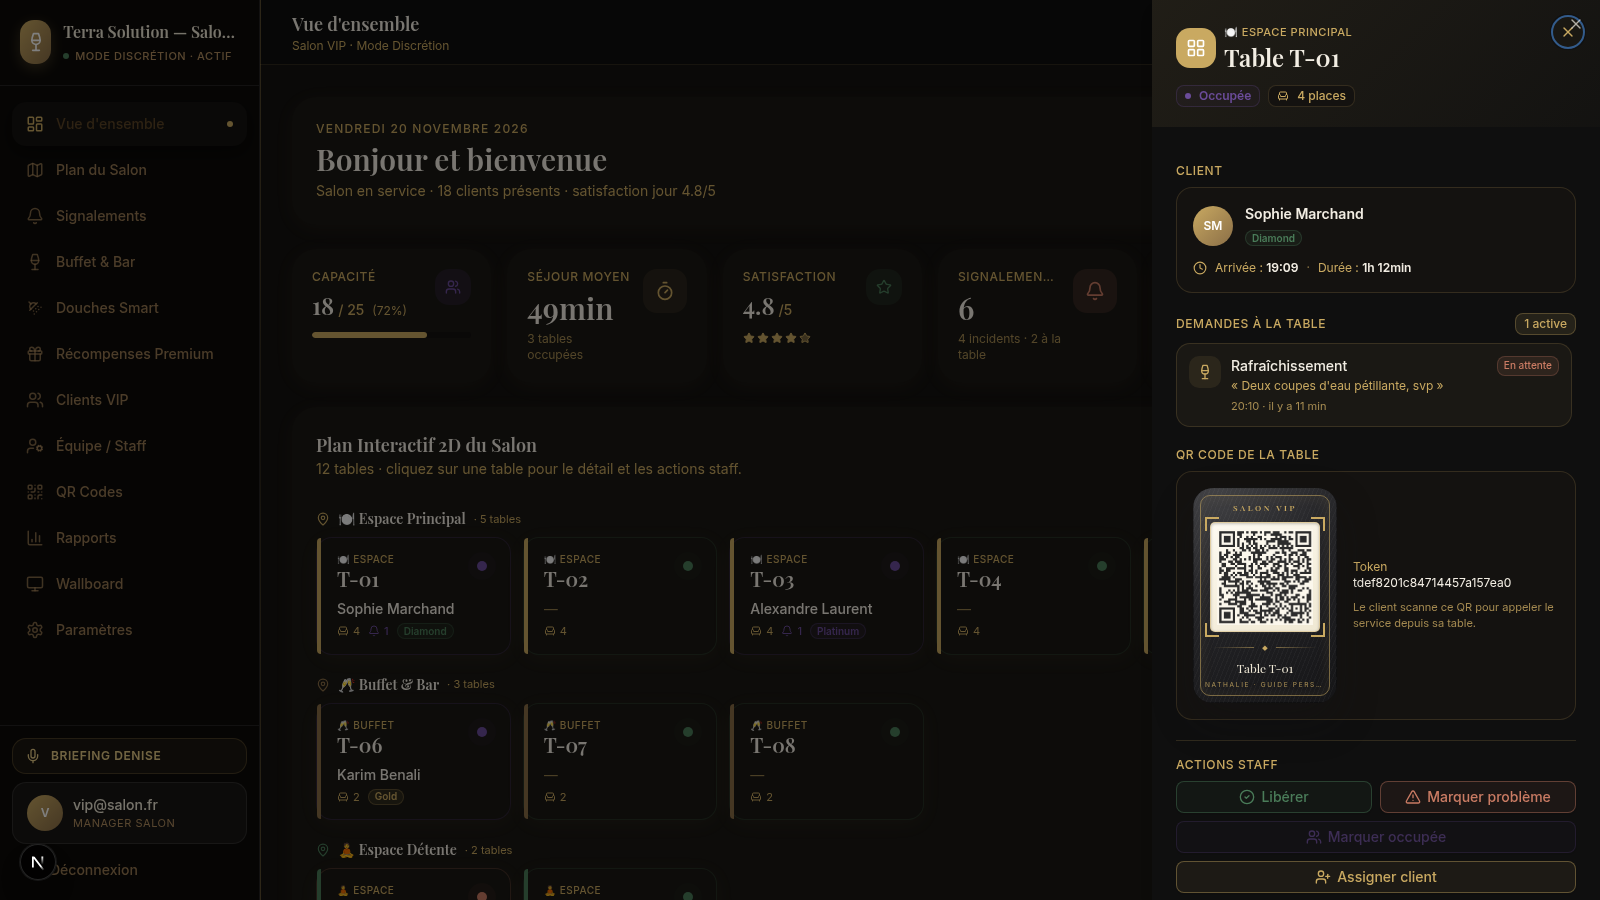 Terra Solution — Salo...
MODE DISCRÉTION · ACTIF
Vue d'ensemble
Plan du Salon
Signalements
Buffet & Bar
Douches Smart
Récompenses Premium
Clients VIP
Équipe / Staff
QR Codes
Rapports
Wallboard
Paramètres
BRIEFING DENISE
V
vip@salon.fr
MANAGER SALON
N
Déconnexion
Vue d'ensemble
Salon VIP · Mode Discrétion
VENDREDI 20 NOVEMBRE 2026
Bonjour et bienvenue
Salon en service · 18 clients présents · satisfaction jour 4.8/5
CAPACITÉ
18 / 25 (72%)
SÉJOUR MOYEN
49min
3 tables
occupées
SATISFACTION
4.8 /5
SIGNALEMEN...
6
4 incidents · 2 à la
table
Plan Interactif 2D du Salon
12 tables · cliquez sur une table pour le détail et les actions staff.
Espace Principal · 5 tables
ESPACE
T-01
Sophie Marchand
4 1 Diamond
ESPACE
T-02
—
4
ESPACE
T-03
Alexandre Laurent
4 1 Platinum
ESPACE
T-04
—
4
Buffet & Bar · 3 tables
BUFFET
T-06
Karim Benali
2 Gold
BUFFET
T-07
—
2
BUFFET
T-08
—
2
Espace Détente · 2 tables
ESPACE
ESPACE
ESPACE PRINCIPAL
Table T-01
Occupée
4 places
CLIENT
SM
Sophie Marchand
Diamond
Arrivée : 19:09 · Durée : 1h 12min
DEMANDES À LA TABLE
1 active
Rafraîchissement
En attente
« Deux coupes d'eau pétillante, svp »
20:10 · il y a 11 min
QR CODE DE LA TABLE
SALON VIP
Table T-01
NATHALIE · GUIDE PERS...
Token
tdef8201c84714457a157ea0
Le client scanne ce QR pour appeler le
service depuis sa table.
ACTIONS STAFF
Libérer
Marquer problème
Marquer occupée
Assigner client